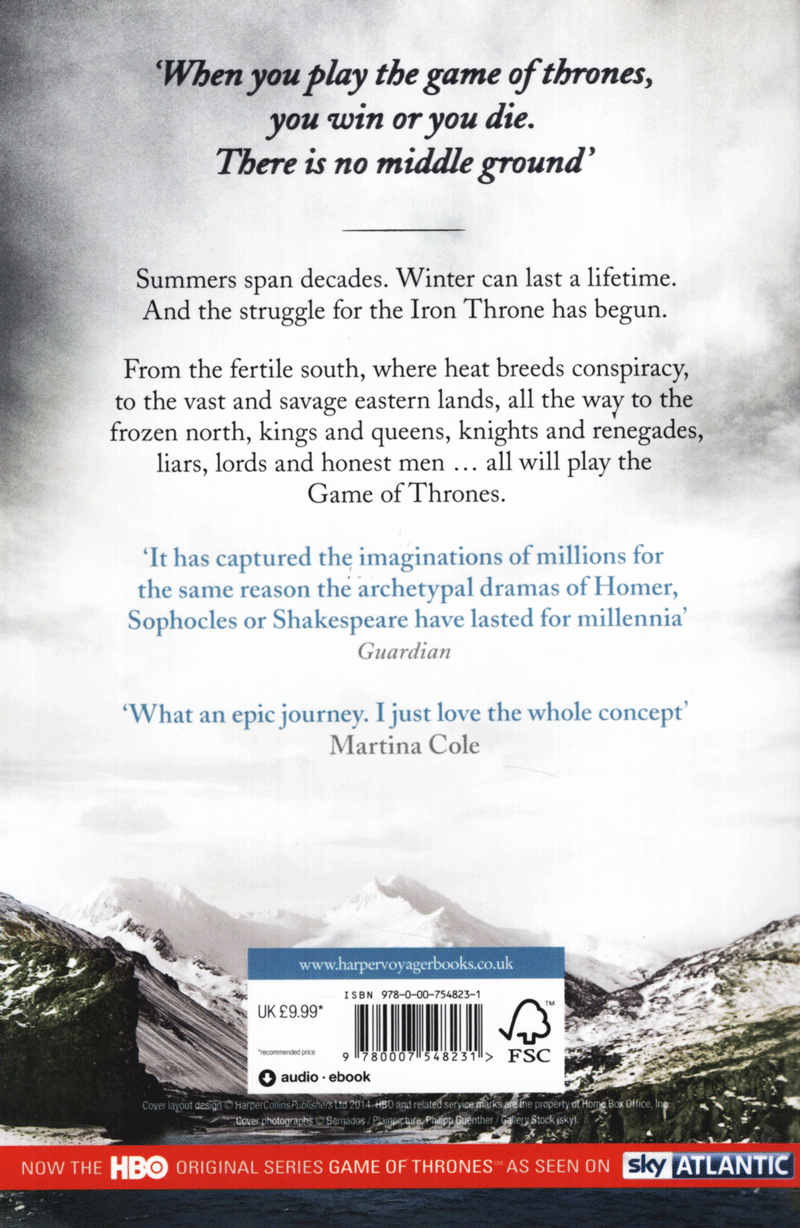 ‘When you play the game of thrones,
you win or you die.
There is no middle ground’
Summers span decades. Winter can last a lifetime.
And the struggle for the Iron Throne has begun.
From the fertile south, where heat breeds conspiracy,
to the vast and savage eastern lands, all the way to the
frozen north, kings and queens, knights and renegades,
liars, lords and honest men … all will play the
Game of Thrones.
‘It has captured the imaginations of millions for
the same reason the archetypal dramas of Homer,
Sophocles or Shakespeare have lasted for millennia’
Guardian
‘What an epic journey. I just love the whole concept’
Martina Cole
www.harpervoyagerbooks.co.uk
ISBN 978-0-00-754823-1
UK £9.99*
*recommended price
9 780007 548231 >
TM
FSC
audio · ebook
Cover layout design © HarperCollinsPublishers Ltd 2014. HBO and related service marks are the property of Home Box Office, Inc.
Cover photographs © Bernados / Plainpicture, Philipp Guenther / Gallery Stock (sky).
NOW THE HBO ORIGINAL SERIES GAME OF THRONES℠ AS SEEN ON sky ATLANTIC